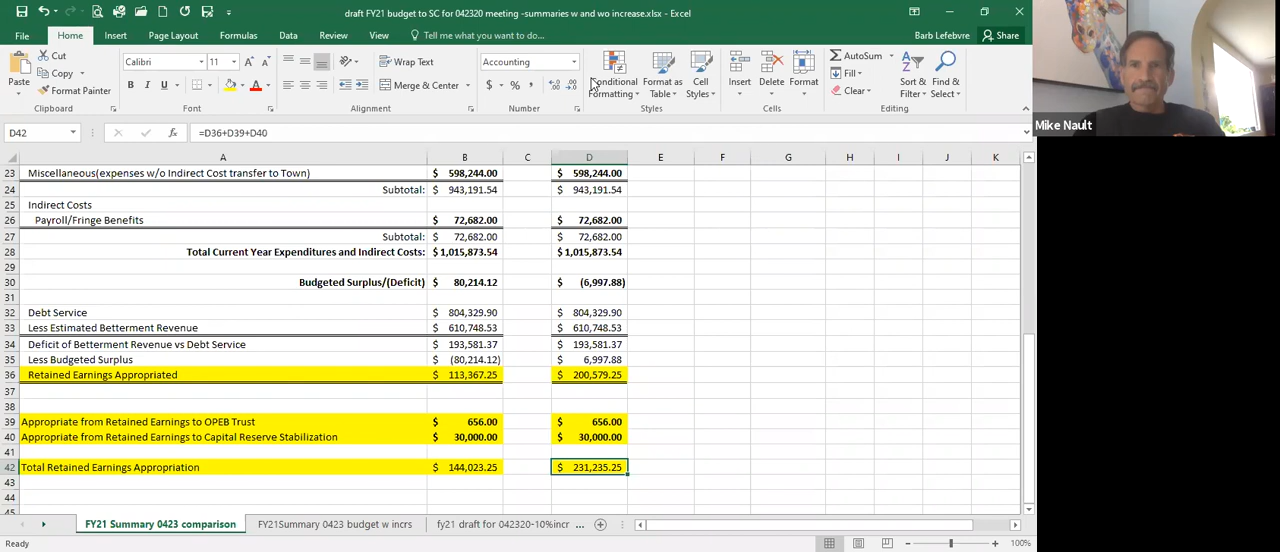 draft FY21 budget to SC for 042320 meeting -summaries w and wo increase.xlsx - Excel
File Home Insert Page Layout Formulas Data Review View Tell me what you want to do... Barb Lefebvre Share
Cut Calibri 11 Wrap Text Accounting AutoSum
Paste Copy Conditional Format as Cell Insert Delete Format Fill Sort & Find &
Format Painter B I U Merge & Center $ % , Formatting Table Styles Clear Filter Select
Clipboard Font Alignment Number Styles Cells Editing
Mike Nault
D42 fx =D36+D39+D40
A B C D E F G H I J K
23 Miscellaneous(expenses w/o Indirect Cost transfer to Town) $ 598,244.00 $ 598,244.00
24 Subtotal: $ 943,191.54 $ 943,191.54
25 Indirect Costs
26 Payroll/Fringe Benefits $ 72,682.00 $ 72,682.00
27 Subtotal: $ 72,682.00 $ 72,682.00
28 Total Current Year Expenditures and Indirect Costs: $ 1,015,873.54 $ 1,015,873.54
29
30 Budgeted Surplus/(Deficit) $ 80,214.12 $ (6,997.88)
31
32 Debt Service $ 804,329.90 $ 804,329.90
33 Less Estimated Betterment Revenue $ 610,748.53 $ 610,748.53
34 Deficit of Betterment Revenue vs Debt Service $ 193,581.37 $ 193,581.37
35 Less Budgeted Surplus $ (80,214.12) $ 6,997.88
36 Retained Earnings Appropriated $ 113,367.25 $ 200,579.25
37
38
39 Appropriate from Retained Earnings to OPEB Trust $ 656.00 $ 656.00
40 Appropriate from Retained Earnings to Capital Reserve Stabilization $ 30,000.00 $ 30,000.00
41
42 Total Retained Earnings Appropriation $ 144,023.25 $ 231,235.25
43
44
45
FY21 Summary 0423 comparison FY21Summary 0423 budget w incrs fy21 draft for 042320-10%incr ...
Ready 100%